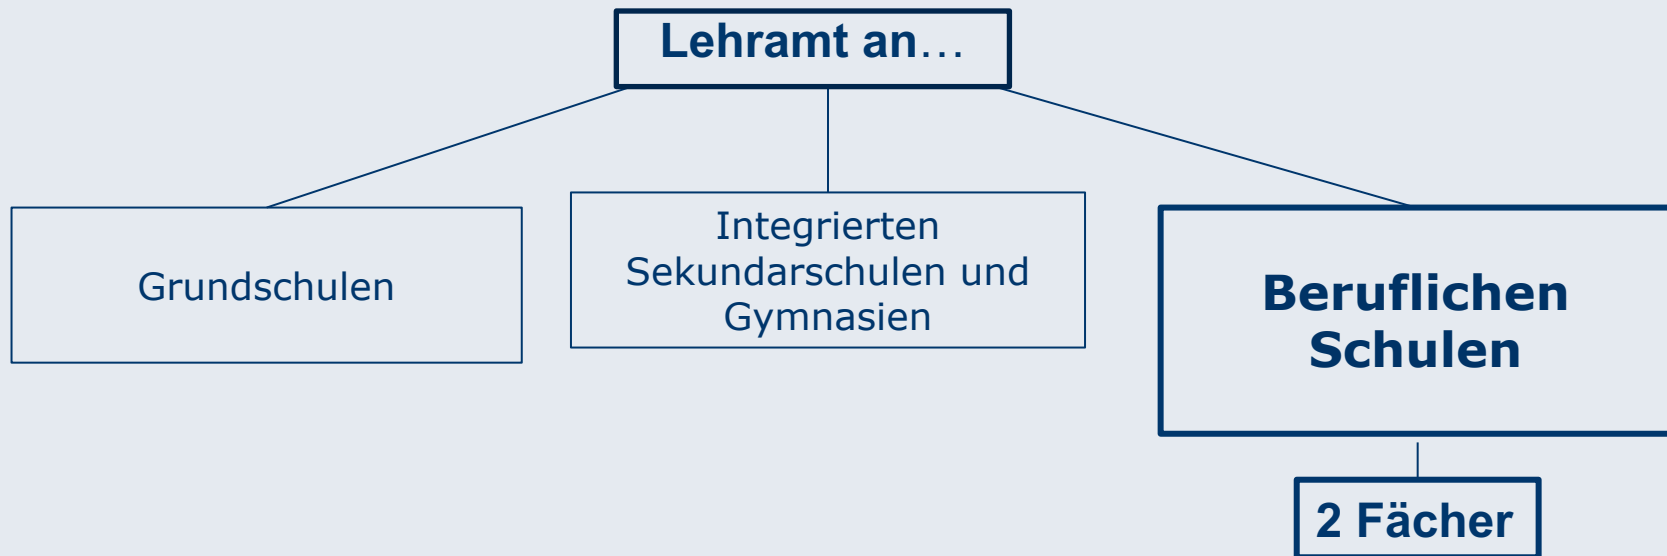 Lehramt an…
Grundschulen
Integrierten
Sekundarschulen und
Gymnasien
Beruflichen
Schulen
2 Fächer